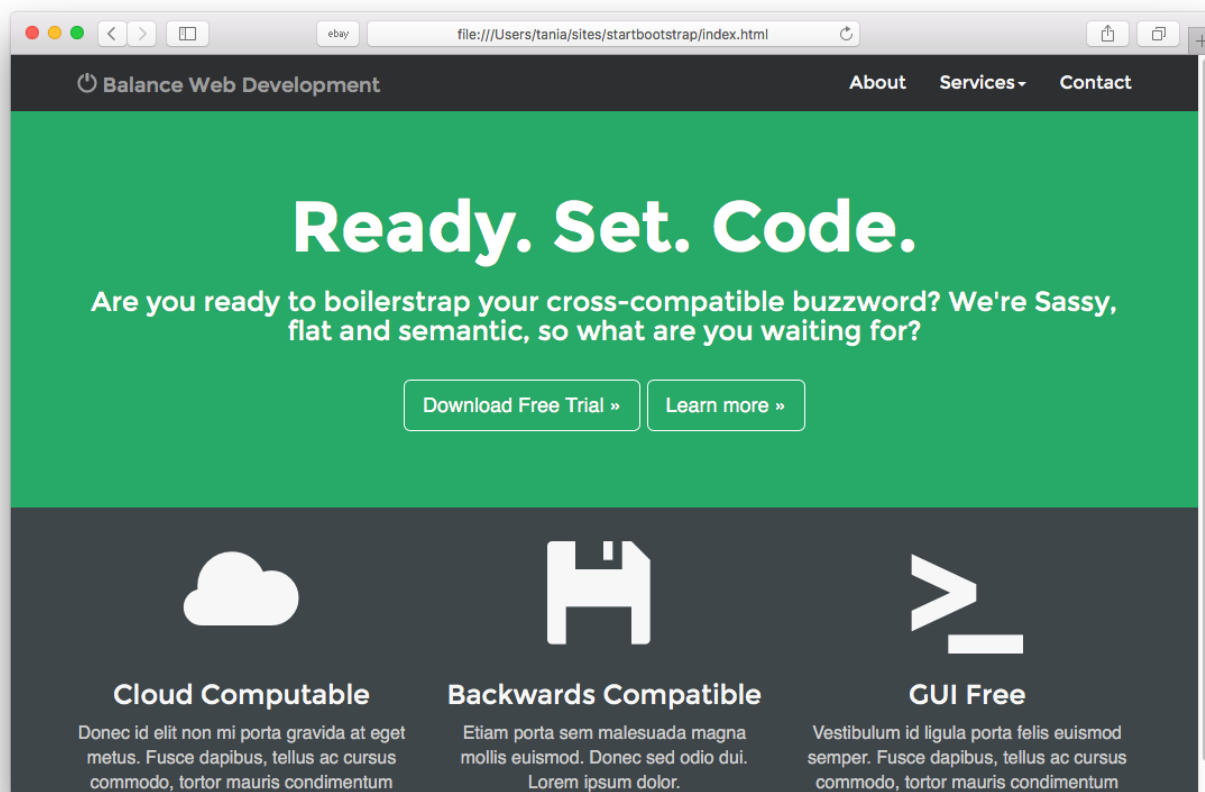 ebay
file:///Users/tania/sites/startbootstrap/index.html
Balance Web Development
About
Services
Contact
Ready. Set. Code.
Are you ready to boilerstrap your cross-compatible buzzword? We're Sassy,
flat and semantic, so what are you waiting for?
Download Free Trial »
Learn more »
>_
Cloud Computable
Donec id elit non mi porta gravida at eget
metus. Fusce dapibus, tellus ac cursus
commodo, tortor mauris condimentum
Backwards Compatible
Etiam porta sem malesuada magna
mollis euismod. Donec sed odio dui.
Lorem ipsum dolor.
GUI Free
Vestibulum id ligula porta felis euismod
semper. Fusce dapibus, tellus ac cursus
commodo, tortor mauris condimentum